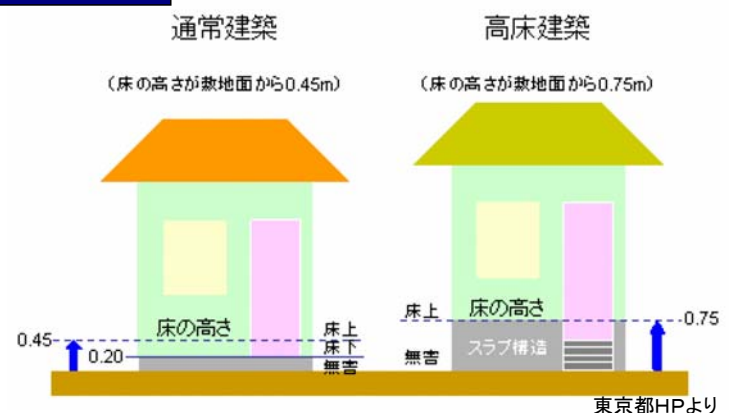 通常建築
(床の高さが敷地面から0.45m)
床の高さ
0.45
0.20
床上
床下
無害
高床建築
(床の高さが敷地面から0.75m)
床上
床の高さ
0.75
無害
スラブ構造
東京都HPより